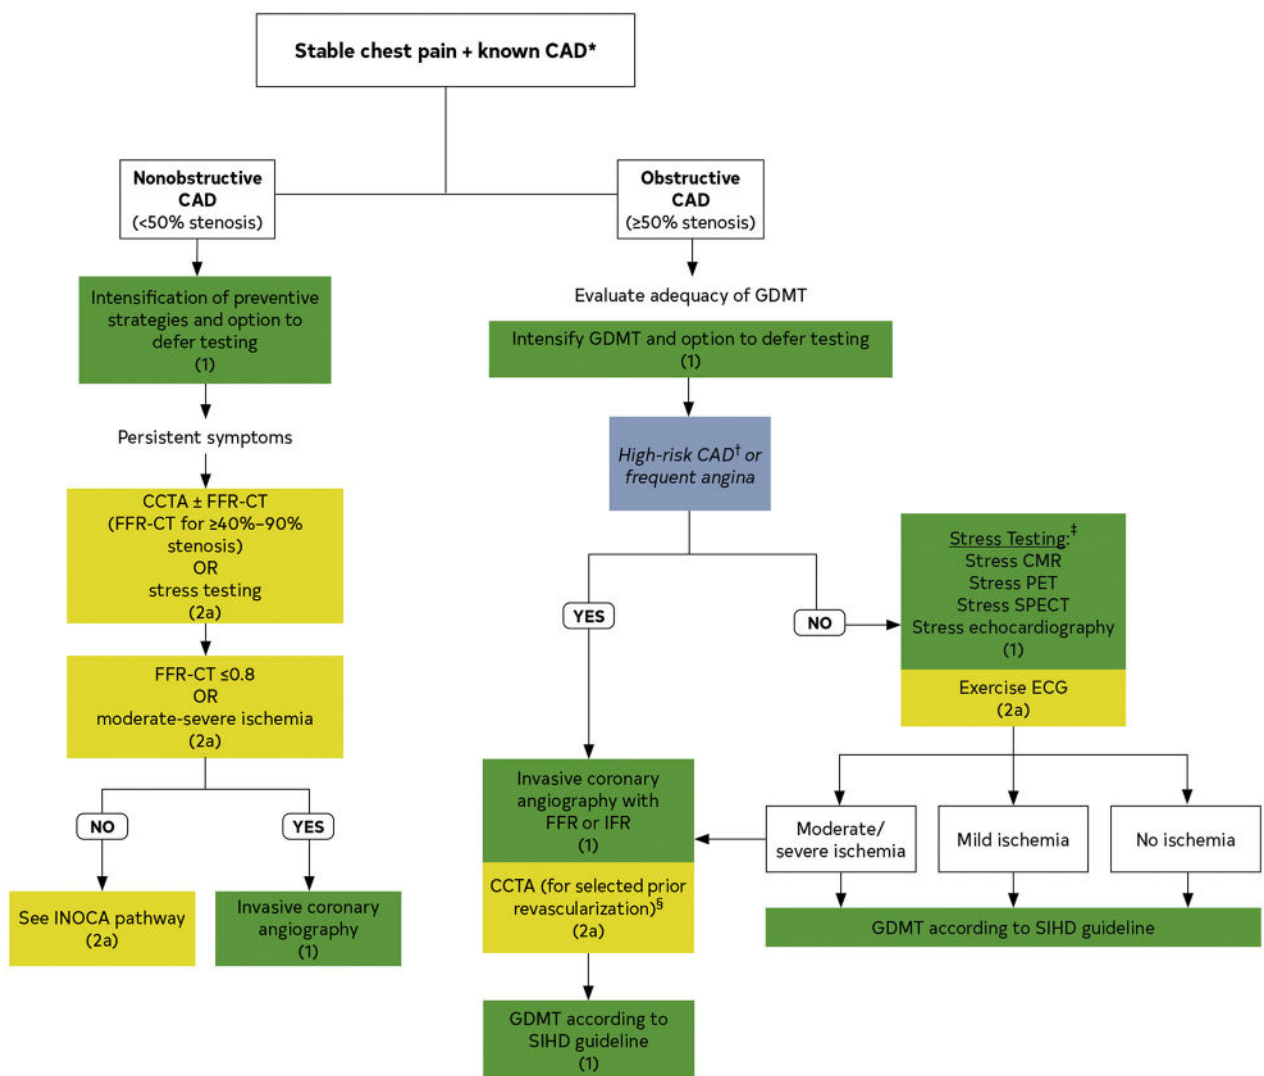 Stable chest pain + known CAD*
Nonobstructive
CAD
(<50% stenosis)
Intensification of preventive
strategies and option to
defer testing
(1)
Persistent symptoms
CCTA ± FFR-CT
(FFR-CT for ≥40%–90%
stenosis)
OR
stress testing
(2a)
FFR-CT ≤0.8
OR
moderate-severe ischemia
(2a)
NO
YES
See INOCA pathway
(2a)
Invasive coronary
angiography
(1)
Obstructive
CAD
(≥50% stenosis)
Evaluate adequacy of GDMT
Intensify GDMT and option to defer testing
(1)
High-risk CAD† or
frequent angina
YES
NO
Stress Testing:‡
Stress CMR
Stress PET
Stress SPECT
Stress echocardiography
(1)
Exercise ECG
(2a)
Invasive coronary
angiography with
FFR or IFR
(1)
CCTA (for selected prior
revascularization)§
(2a)
GDMT according to
SIHD guideline
(1)
Moderate/
severe ischemia
Mild ischemia
No ischemia
GDMT according to SIHD guideline